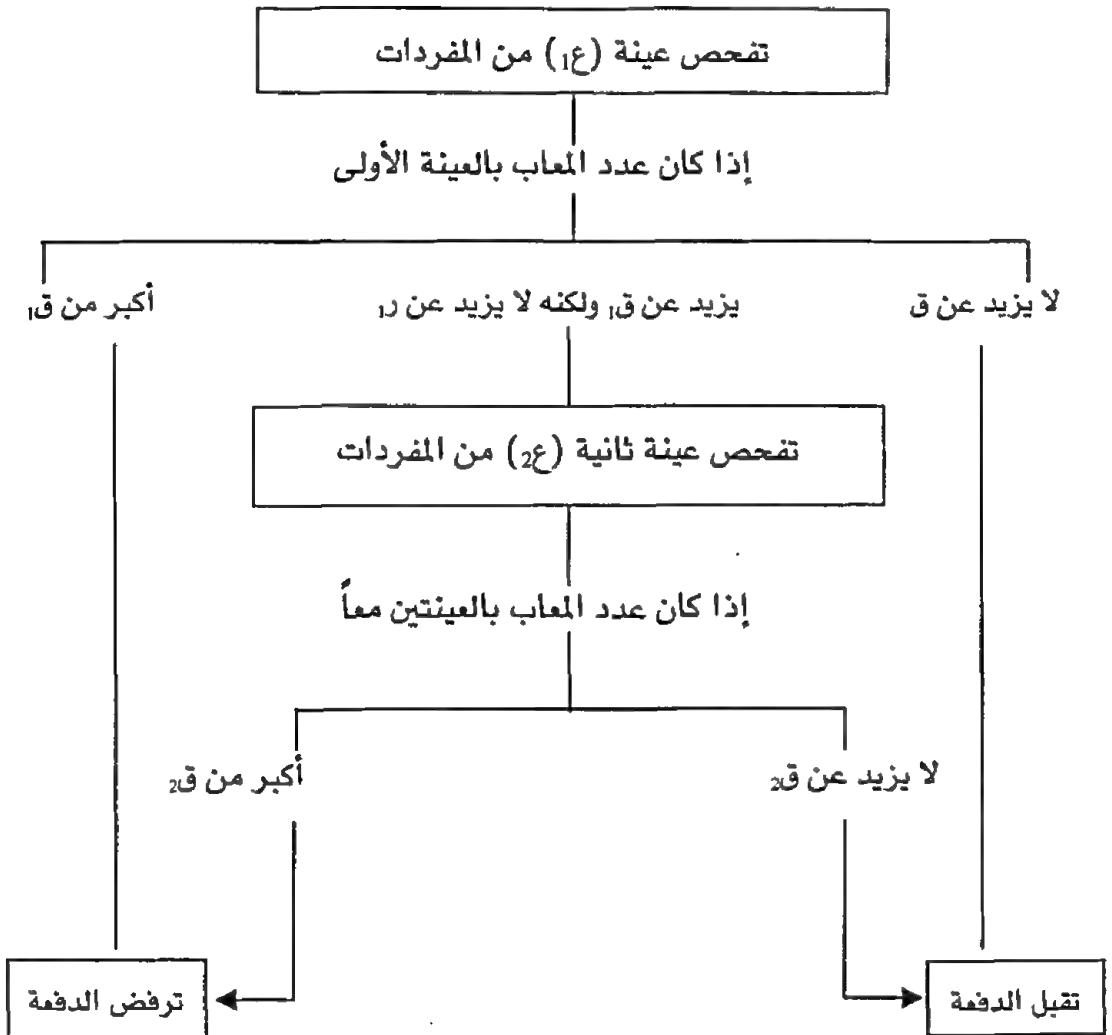 تفحص عينة (ع1) من المفردات
إذا كان عدد المعاب بالعينة الأولى
لا يزيد عن ق
يزيد عن ق1 ولكنه لا يزيد عن ر1
أكبر من ق1
تفحص عينة ثانية (ع2) من المفردات
إذا كان عدد المعاب بالعينتين معاً
لا يزيد عن ق2
أكبر من ق2
تقبل الدفعة
ترفض الدفعة